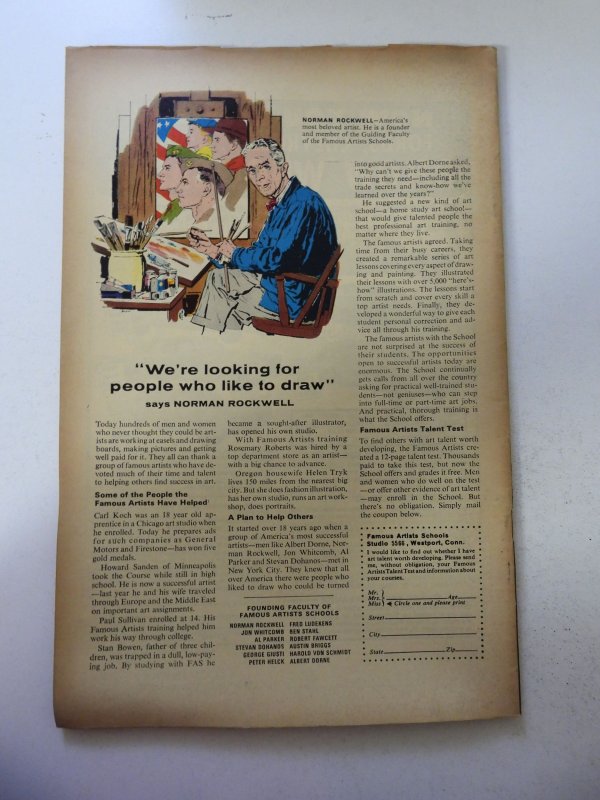 NORMAN ROCKWELL—America's
most beloved artist. He is a founder
and member of the Guiding Faculty
of the Famous Artists Schools.
"We're looking for
people who like to draw"
says NORMAN ROCKWELL
Today hundreds of men and women
who never thought they could be art-
ists are working at easels and drawing
boards, making pictures and getting
well paid for it. They all can thank a
group of famous artists who have de-
voted much of their time and talent
to helping others find success in art.
Some of the People the
Famous Artists Have Helped
Carl Koch was an 18 year old ap-
prentice in a Chicago art studio when
he enrolled. Today he prepares ads
for such companies as General
Motors and Firestone—has won five
gold medals.
Howard Sanden of Minneapolis
took the Course while still in high
school. He is now a successful artist
—last year he and his wife traveled
through Europe and the Middle East
on important art assignments.
Paul Sullivan enrolled at 14. His
Famous Artists training helped him
work his way through college.
Stan Bowen, father of three chil-
dren, was trapped in a dull, low-pay-
ing job. By studying with FAS he
became a sought-after illustrator,
has opened his own studio.
With Famous Artists training
Rosemary Roberts was hired by a
top department store as an artist—
with a big chance to advance.
Oregon housewife Helen Tryk
lives 150 miles from the nearest big
city. But she does fashion illustration,
has her own studio, runs an art work-
shop, does portraits.
A Plan to Help Others
It started over 18 years ago when a
group of America's most successful
artists—men like Albert Dorne, Nor-
man Rockwell, Jon Whitcomb, Al
Parker and Stevan Dohanos—met in
New York City. They knew that all
over America there were people who
liked to draw who could be turned
FOUNDING FACULTY OF
FAMOUS ARTISTS SCHOOLS
NORMAN ROCKWELL FRED LUDEKENS
JON WHITCOMB BEN STAHL
AL PARKER ROBERT FAWCETT
STEVAN DOHANOS AUSTIN BRIGGS
GEORGE GIUSTI HAROLD VON SCHMIDT
PETER HELCK ALBERT DORNE
into good artists. Albert Dorne asked,
"Why can't we give these people the
training they need—including all the
trade secrets and know-how we've
learned over the years?"
He suggested a new kind of art
school—a home study art school—
that would give talented people the
best professional art training, no
matter where they live.
The famous artists agreed. Taking
time from their busy careers, they
created a remarkable series of art
lessons covering every aspect of draw-
ing and painting. They illustrated
their lessons with over 5,000 "here's-
how" illustrations. The lessons start
from scratch and cover every skill a
top artist needs. Finally, they de-
veloped a wonderful way to give each
student personal correction and ad-
vice all through his training.
The famous artists with the School
are not surprised at the success of
their students. The opportunities
open to successful artists today are
enormous. The School continually
gets calls from all over the country
asking for practical well-trained stu-
dents—not geniuses—who can step
into full-time or part-time art jobs.
And practical, thorough training is
what the School offers.
Famous Artists Talent Test
To find others with art talent worth
developing, the Famous Artists cre-
ated a 12-page talent test. Thousands
paid to take this test, but now the
School offers and grades it free. Men
and women who do well on the test
—or offer other evidence of art talent
—may enroll in the School. But
there's no obligation. Simply mail
the coupon below.
Famous Artists Schools
Studio 5566, Westport, Conn.
I would like to find out whether I have
art talent worth developing. Please send
me, without obligation, your Famous
Artists Talent Test and information about
your courses.
Mr.
Mrs. Age
Miss Circle one and please print
Street
City
State Zip